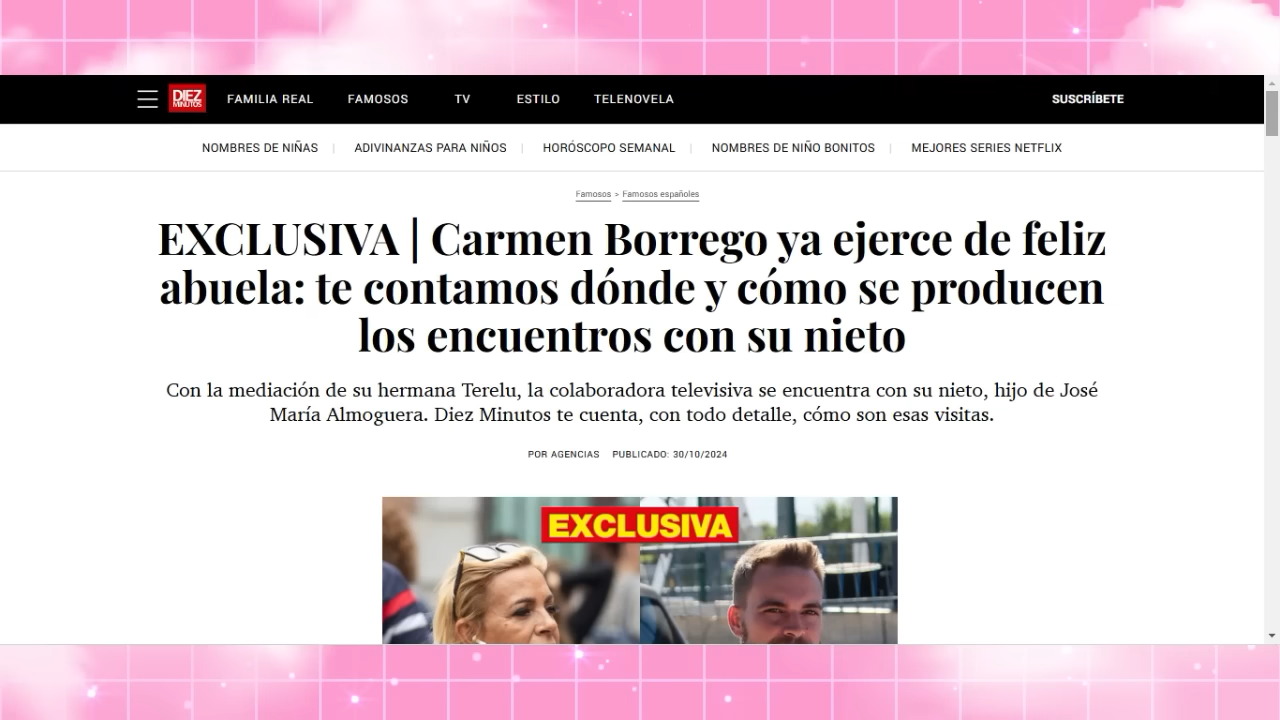 DIEZ
MINUTOS
FAMILIA REAL
FAMOSOS
TV
ESTILO
TELENOVELA
SUSCRÍBETE
NOMBRES DE NIÑAS
ADIVINANZAS PARA NIÑOS
HORÓSCOPO SEMANAL
NOMBRES DE NIÑO BONITOS
MEJORES SERIES NETFLIX
Famosos > Famosos españoles
EXCLUSIVA | Carmen Borrego ya ejerce de feliz
abuela: te contamos dónde y cómo se producen
los encuentros con su nieto
Con la mediación de su hermana Terelu, la colaboradora televisiva se encuentra con su nieto, hijo de José
María Almoguera. Diez Minutos te cuenta, con todo detalle, cómo son esas visitas.
POR AGENCIAS PUBLICADO: 30/10/2024
EXCLUSIVA